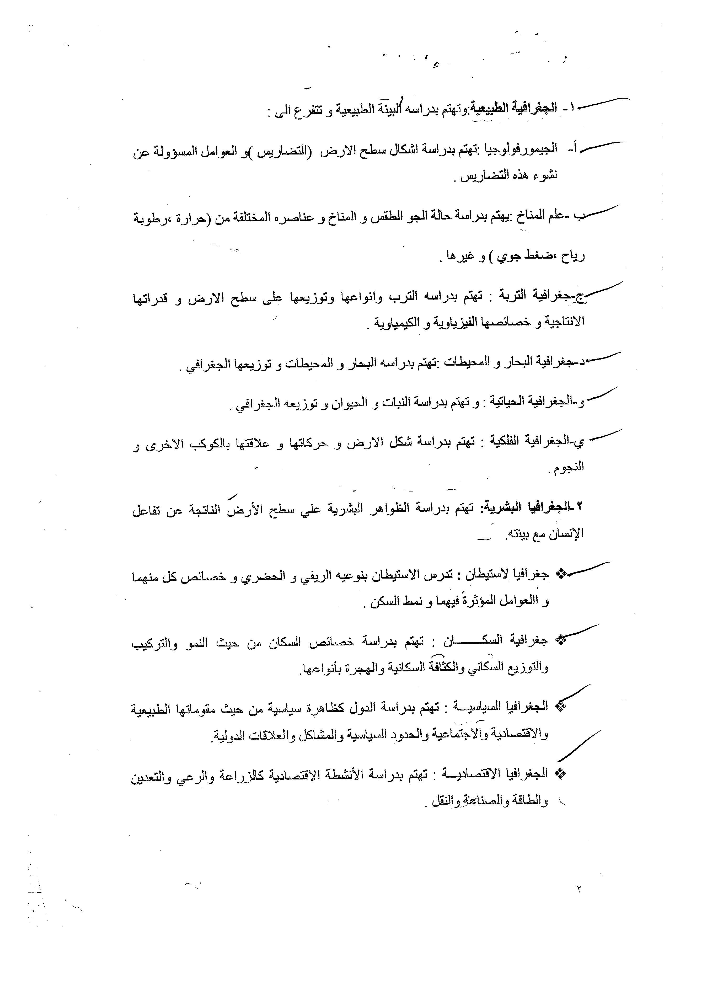 ١- الجغرافية الطبيعية:وتهتم بدراسه البيئة الطبيعية و تتفرع الى :
أ- الجيمورفولوجيا :تهتم بدراسة اشكال سطح الارض (التضاريس )و العوامل المسؤولة عن
نشوء هذه التضاريس .
ب -علم المناخ :يهتم بدراسة حالة الجو الطقس و المناخ و عناصره المختلفة من (حرارة ،رطوبة
رياح ،ضغط جوي ) و غيرها .
ج-جغرافية التربة : تهتم بدراسه الترب وانواعها وتوزيعها على سطح الارض و قدراتها
الانتاجية و خصائصها الفيزياوية و الكيمياوية .
د-جغرافية البحار و المحيطات :تهتم بدراسه البحار و المحيطات و توزيعها الجغرافي .
و-الجغرافية الحياتية : و تهتم بدراسة النبات و الحيوان و توزيعه الجغرافي .
ي-الجغرافية الفلكية : تهتم بدراسة شكل الارض و حركاتها و علاقتها بالكوكب الاخرى و
النجوم .
٢-الجغرافيا البشرية: تهتم بدراسة الظواهر البشرية علي سطح الأرض الناتجة عن تفاعل
الإنسان مع بيئته.
❖ جغرافيا لاستيطان : تدرس الاستيطان بنوعيه الريفي و الحضري و خصائص كل منهما
و االعوامل المؤثرة فيهما و نمط السكن .
❖ جغرافية السكـــــان : تهتم بدراسة خصائص السكان من حيث النمو والتركيب
والتوزيع السكاني والكثافة السكانية والهجرة بأنواعها.
❖ الجغرافيا السياسيــة : تهتم بدراسة الدول كظاهرة سياسية من حيث مقوماتها الطبيعية
والاقتصادية والاجتماعية والحدود السياسية والمشاكل والعلاقات الدولية.
❖ الجغرافيا الاقتصاديــة : تهتم بدراسة الأنشطة الاقتصادية كالزراعة والرعي والتعدين
والطاقة والصناعة والنقل .
٢